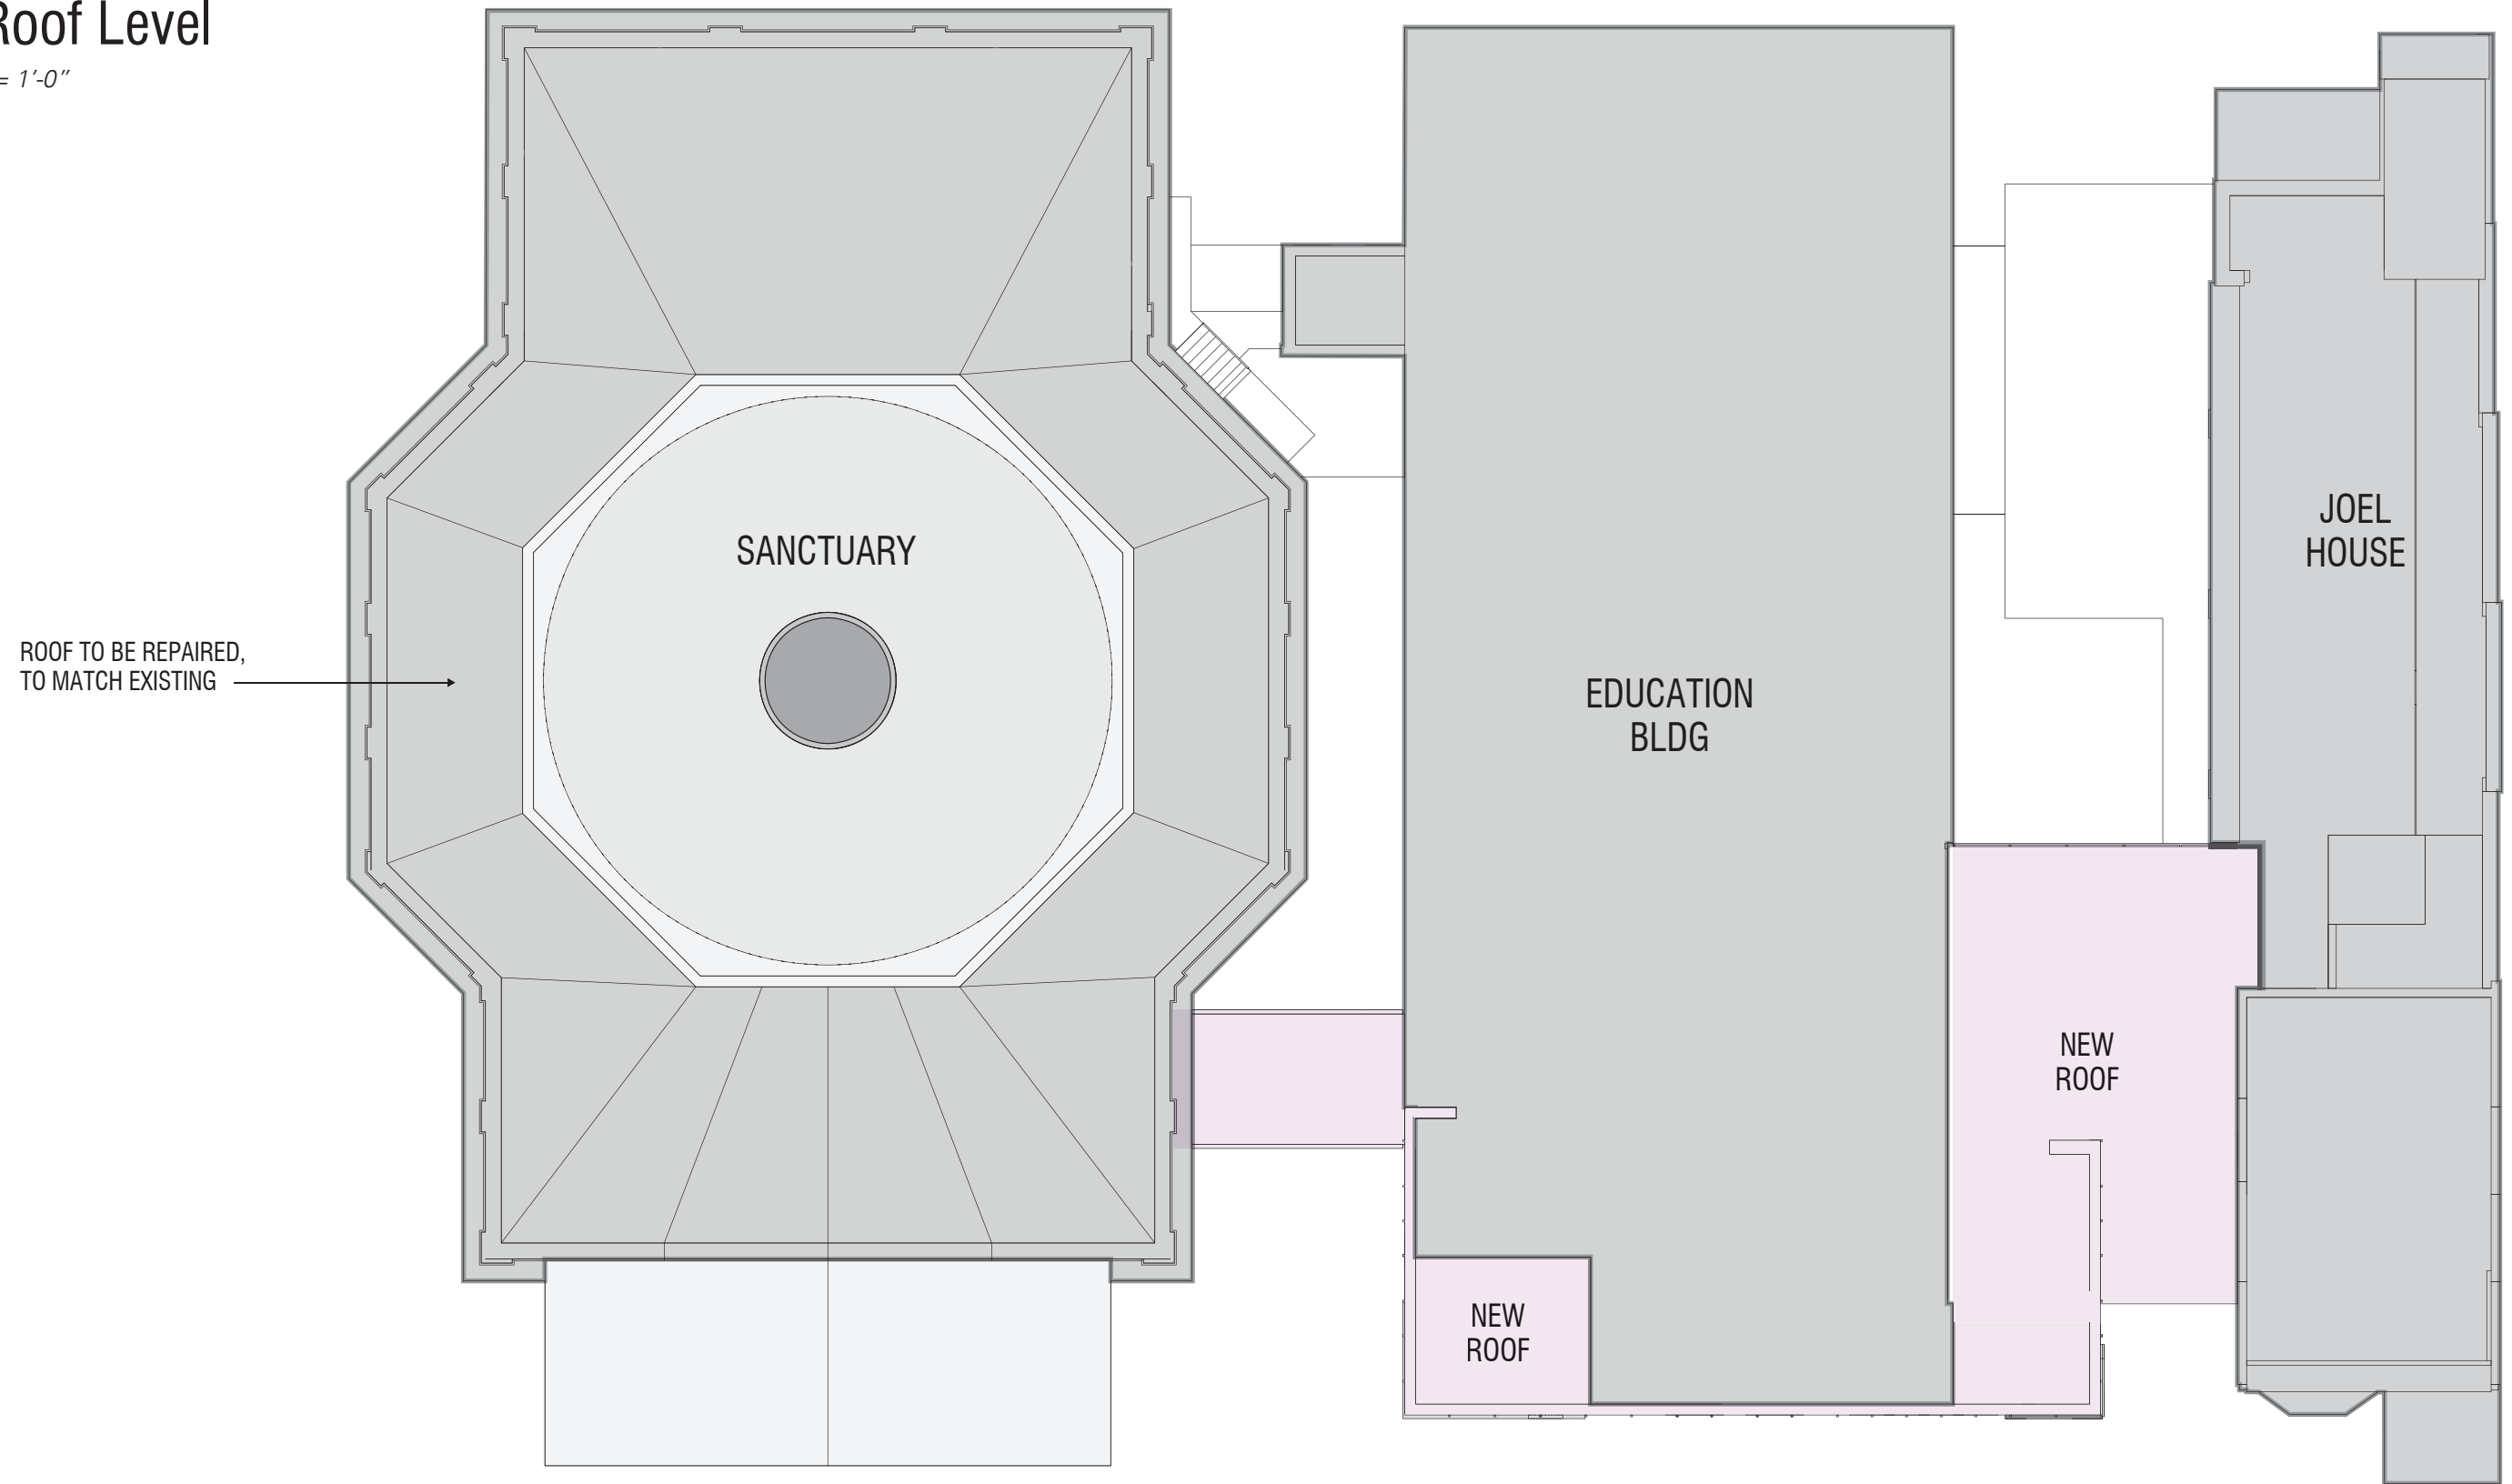 Roof Level
= 1'-0"
SANCTUARY
ROOF TO BE REPAIRED,
TO MATCH EXISTING
EDUCATION
BLDG
JOEL
HOUSE
NEW
ROOF
NEW
ROOF